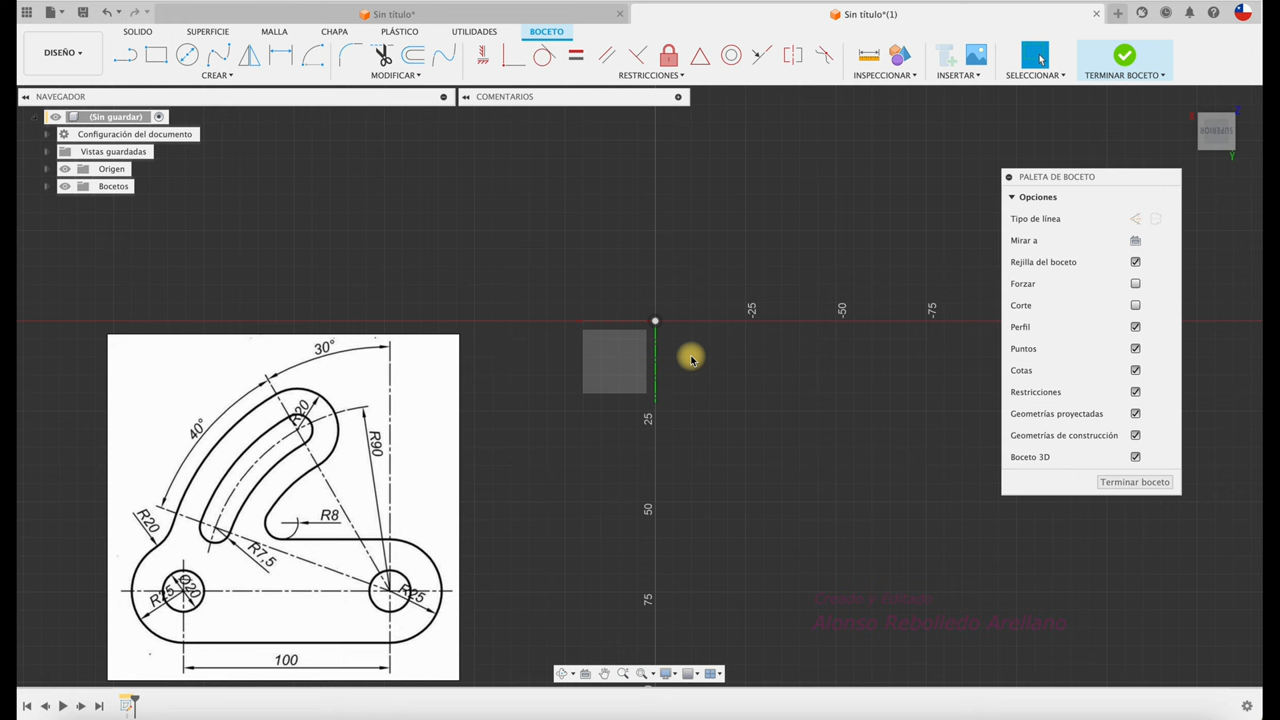 Sin título*
Sin título*(1)
DISEÑO
SÓLIDO
SUPERFICIE
MALLA
CHAPA
PLÁSTICO
UTILIDADES
BOCETO
CREAR
MODIFICAR
RESTRICCIONES
INSPECCIONAR
INSERTAR
SELECCIONAR
TERMINAR BOCETO
NAVEGADOR
COMENTARIOS
(Sin guardar)
Configuración del documento
Vistas guardadas
Origen
Bocetos
SUPERIOR
Y
PALETA DE BOCETO
Opciones
Tipo de línea
Mirar a
Rejilla del boceto
Forzar
Corte
Perfil
Puntos
Cotas
Restricciones
Geometrías proyectadas
Geometrías de construcción
Boceto 3D
Terminar boceto
-25
-50
-75
25
50
75
30°
40°
R20
R90
R20
R8
R7,5
R25
Ø20
R25
100
Creado y editado
Alonso Rebolledo Arellano